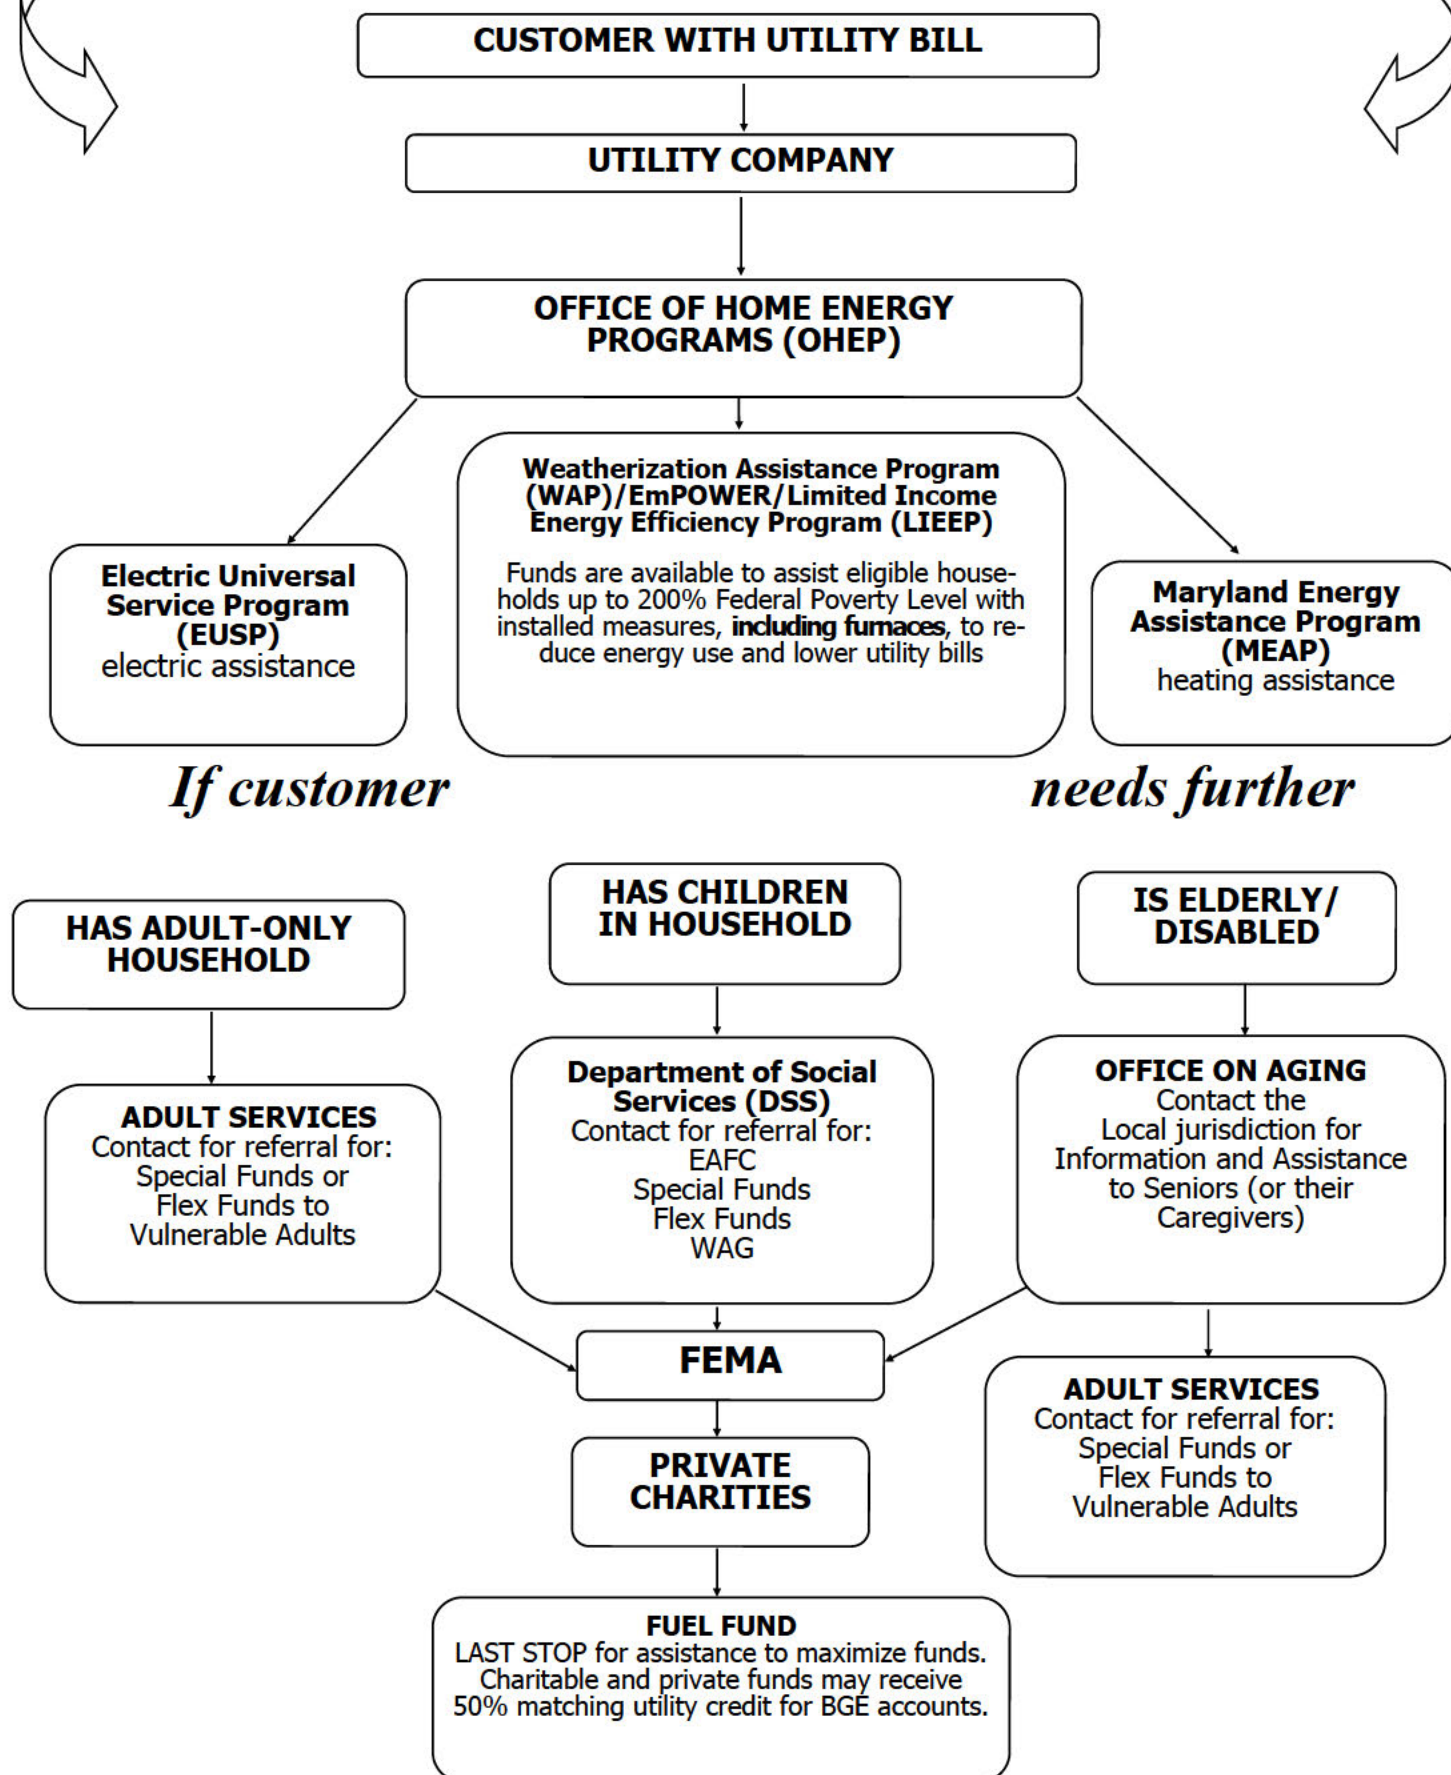 CUSTOMER WITH UTILITY BILL
UTILITY COMPANY
OFFICE OF HOME ENERGY
PROGRAMS (OHEP)
Electric Universal
Service Program
(EUSP)
electric assistance
Weatherization Assistance Program
(WAP)/EmPOWER/Limited Income
Energy Efficiency Program (LIEEP)
Funds are available to assist eligible house-
holds up to 200% Federal Poverty Level with
installed measures, including furnaces, to re-
duce energy use and lower utility bills
Maryland Energy
Assistance Program
(MEAP)
heating assistance
If customer needs further
HAS ADULT-ONLY
HOUSEHOLD
HAS CHILDREN
IN HOUSEHOLD
IS ELDERLY/
DISABLED
ADULT SERVICES
Contact for referral for:
Special Funds or
Flex Funds to
Vulnerable Adults
Department of Social
Services (DSS)
Contact for referral for:
EAFC
Special Funds
Flex Funds
WAG
OFFICE ON AGING
Contact the
Local jurisdiction for
Information and Assistance
to Seniors (or their
Caregivers)
FEMA
ADULT SERVICES
Contact for referral for:
Special Funds or
Flex Funds to
Vulnerable Adults
PRIVATE
CHARITIES
FUEL FUND
LAST STOP for assistance to maximize funds.
Charitable and private funds may receive
50% matching utility credit for BGE accounts.